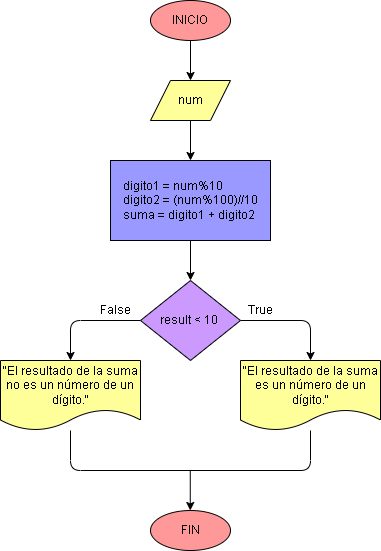 INICIO
num
digito1 = num%10
digito2 = (num%100)//10
suma = digito1 + digito2
result < 10
False
True
"El resultado de la suma
no es un número de un
dígito."
"El resultado de la suma
es un número de un
dígito."
FIN